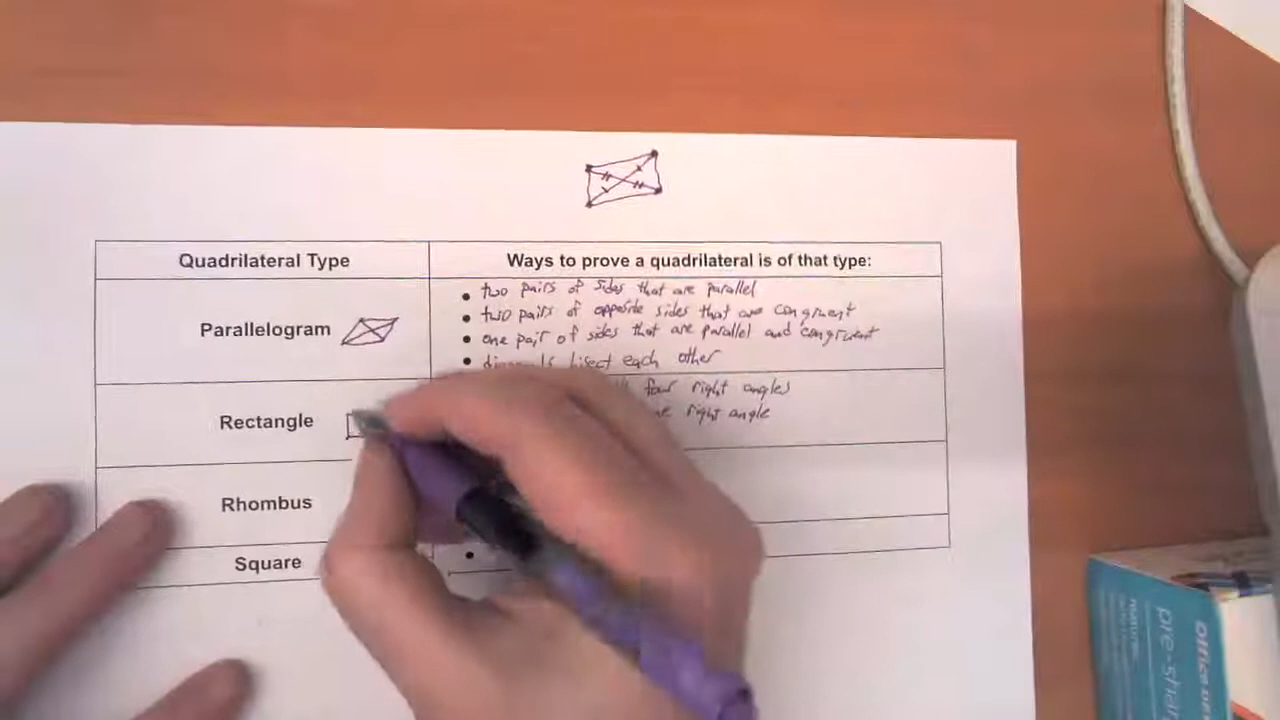 Quadrilateral Type
Ways to prove a quadrilateral is of that type:
Parallelogram
• two pairs of sides that are parallel
• two pairs of opposite sides that are congruent
• one pair of sides that are parallel and congruent
• bisect each other
Rectangle
four right angles
right angle
Rhombus
Square
•
office
pre-shar